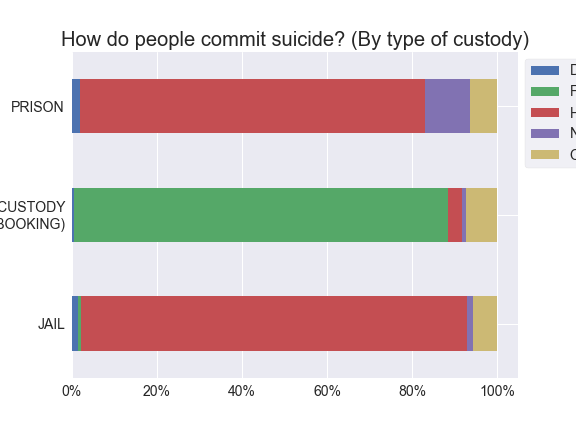 How do people commit suicide? (By type of custody)
PRISON
CUSTODY
BOOKING)
JAIL
0% 20% 40% 60% 80% 100%